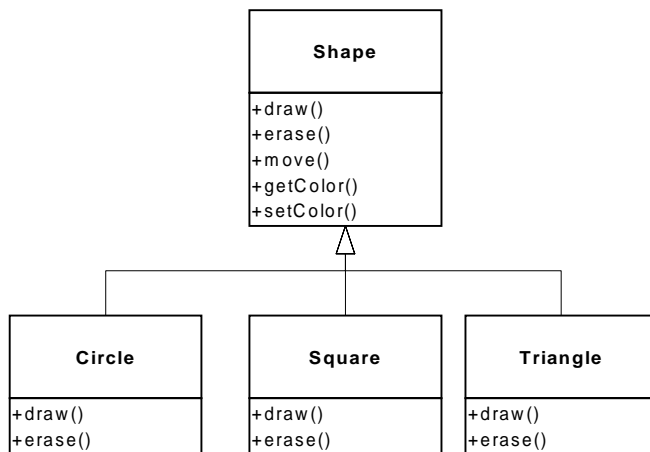 Shape
+draw()
+erase()
+move()
+getColor()
+setColor()
Circle
+draw()
+erase()
Square
+draw()
+erase()
Triangle
+draw()
+erase()